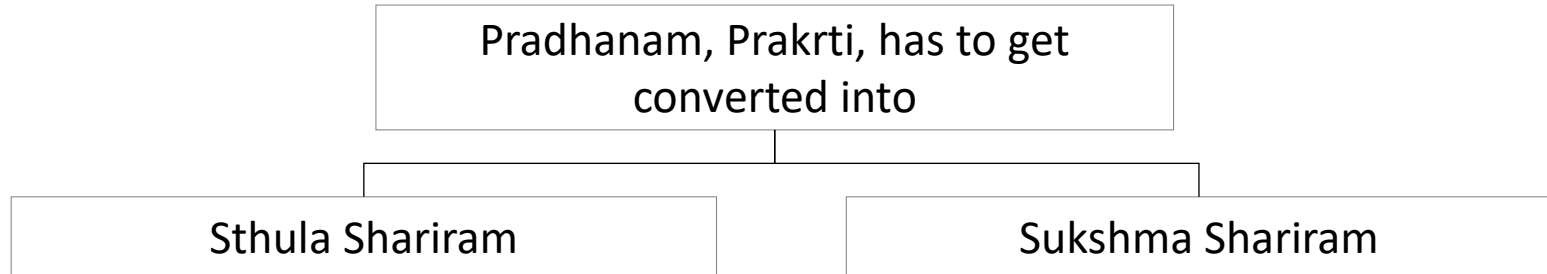 Pradhanam, Prakrti, has to get
converted into
Sthula Shariram
Sukshma Shariram